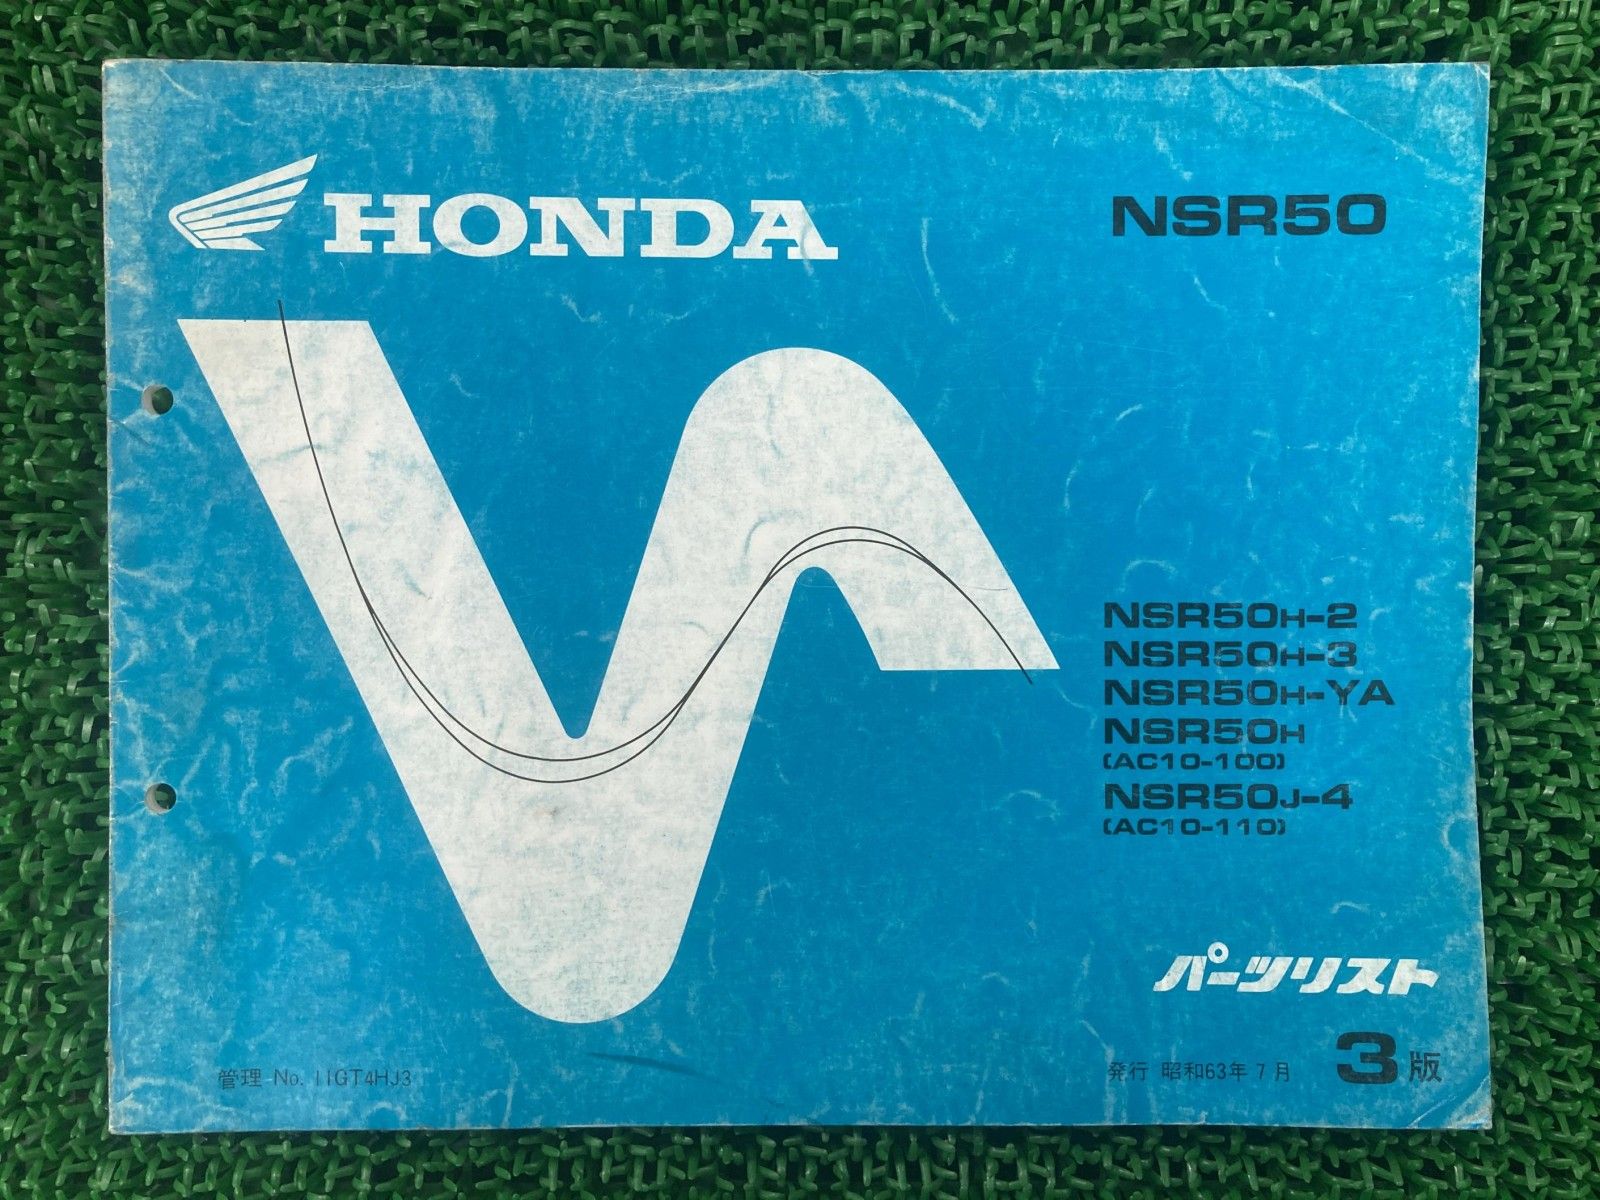 HONDA
NSR50
NSR50H-2
NSR50H-3
NSR50H-YA
NSR50H
(AC10-100)
NSR50J-4
(AC10-110)
パーツリスト
管理 No. 11GT4HJ3
発行 昭和63年7月 3版